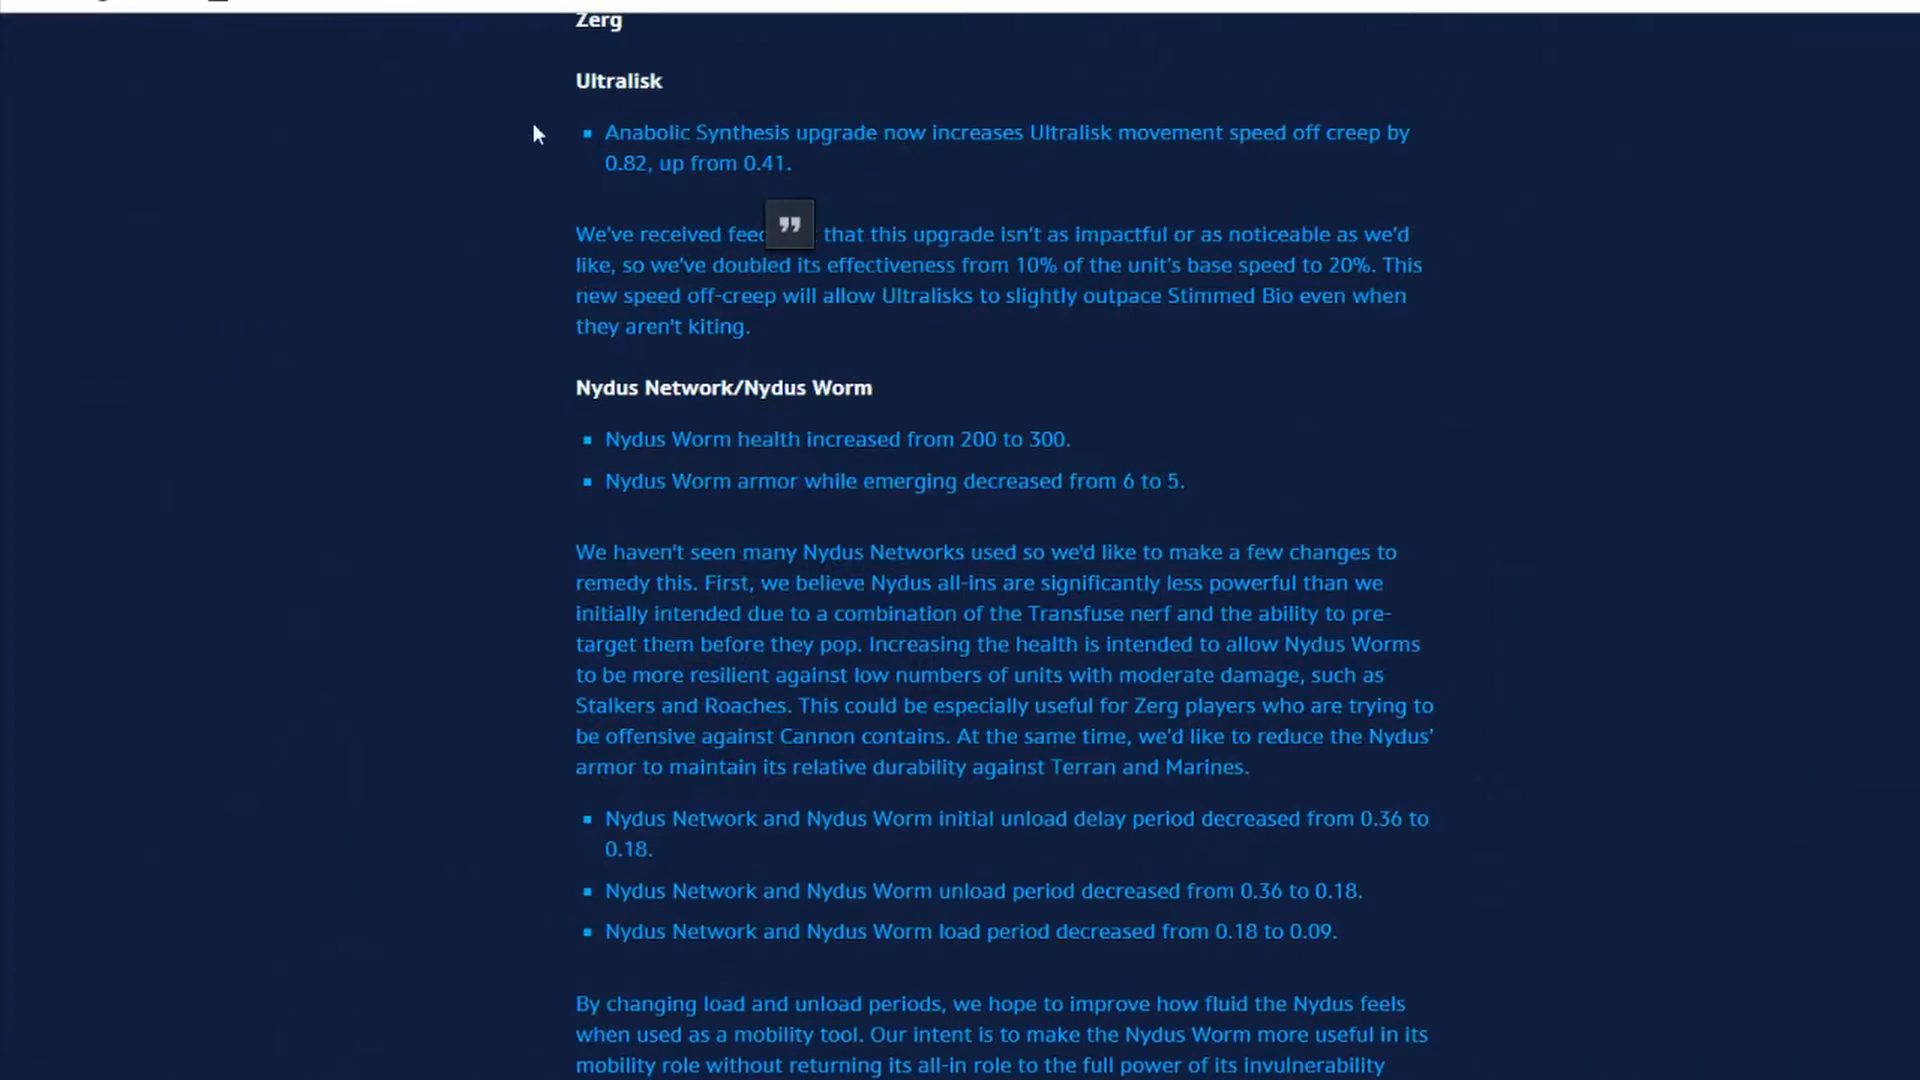 Zerg
Ultralisk
▪ Anabolic Synthesis upgrade now increases Ultralisk movement speed off creep by
0.82, up from 0.41.
We've received feed that this upgrade isn't as impactful or as noticeable as we'd
like, so we've doubled its effectiveness from 10% of the unit's base speed to 20%. This
new speed off-creep will allow Ultralisks to slightly outpace Stimmed Bio even when
they aren't kiting.
Nydus Network/Nydus Worm
▪ Nydus Worm health increased from 200 to 300.
▪ Nydus Worm armor while emerging decreased from 6 to 5.
We haven't seen many Nydus Networks used so we'd like to make a few changes to
remedy this. First, we believe Nydus all-ins are significantly less powerful than we
initially intended due to a combination of the Transfuse nerf and the ability to pre-
target them before they pop. Increasing the health is intended to allow Nydus Worms
to be more resilient against low numbers of units with moderate damage, such as
Stalkers and Roaches. This could be especially useful for Zerg players who are trying to
be offensive against Cannon contains. At the same time, we'd like to reduce the Nydus'
armor to maintain its relative durability against Terran and Marines.
▪ Nydus Network and Nydus Worm initial unload delay period decreased from 0.36 to
0.18.
▪ Nydus Network and Nydus Worm unload period decreased from 0.36 to 0.18.
▪ Nydus Network and Nydus Worm load period decreased from 0.18 to 0.09.
By changing load and unload periods, we hope to improve how fluid the Nydus feels
when used as a mobility tool. Our intent is to make the Nydus Worm more useful in its
mobility role without returning its all-in role to the full power of its invulnerability